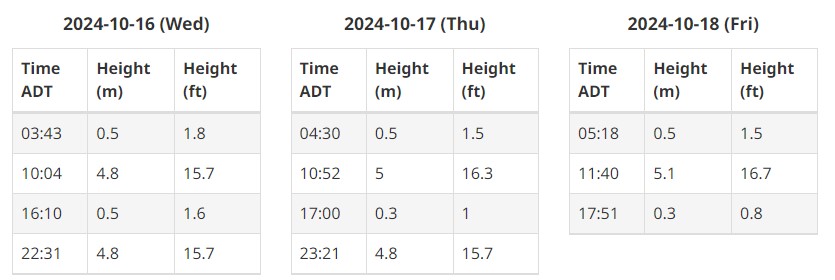 2024-10-16 (Wed)
Time ADT Height (m) Height (ft)
03:43 0.5 1.8
10:04 4.8 15.7
16:10 0.5 1.6
22:31 4.8 15.7
2024-10-17 (Thu)
Time ADT Height (m) Height (ft)
04:30 0.5 1.5
10:52 5 16.3
17:00 0.3 1
23:21 4.8 15.7
2024-10-18 (Fri)
Time ADT Height (m) Height (ft)
05:18 0.5 1.5
11:40 5.1 16.7
17:51 0.3 0.8